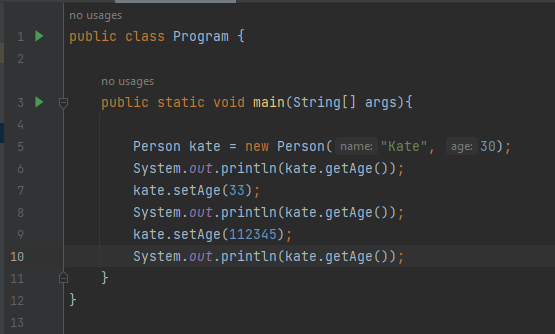 no usages
1 public class Program {
2
no usages
3 public static void main(String[] args){
4
5 Person kate = new Person( name: "Kate", age: 30);
6 System.out.println(kate.getAge());
7 kate.setAge(33);
8 System.out.println(kate.getAge());
9 kate.setAge(112345);
10 System.out.println(kate.getAge());
11 }
12 }
13